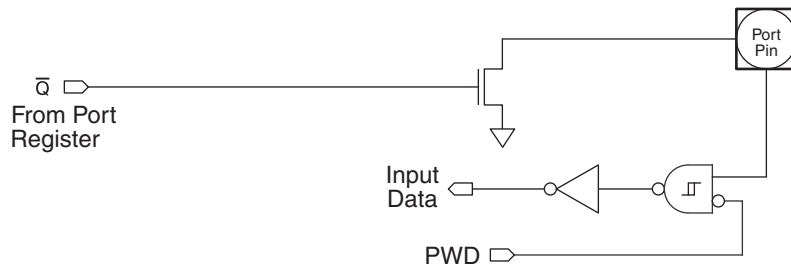 Port
Pin
Q̅
From Port
Register
Input
Data
PWD